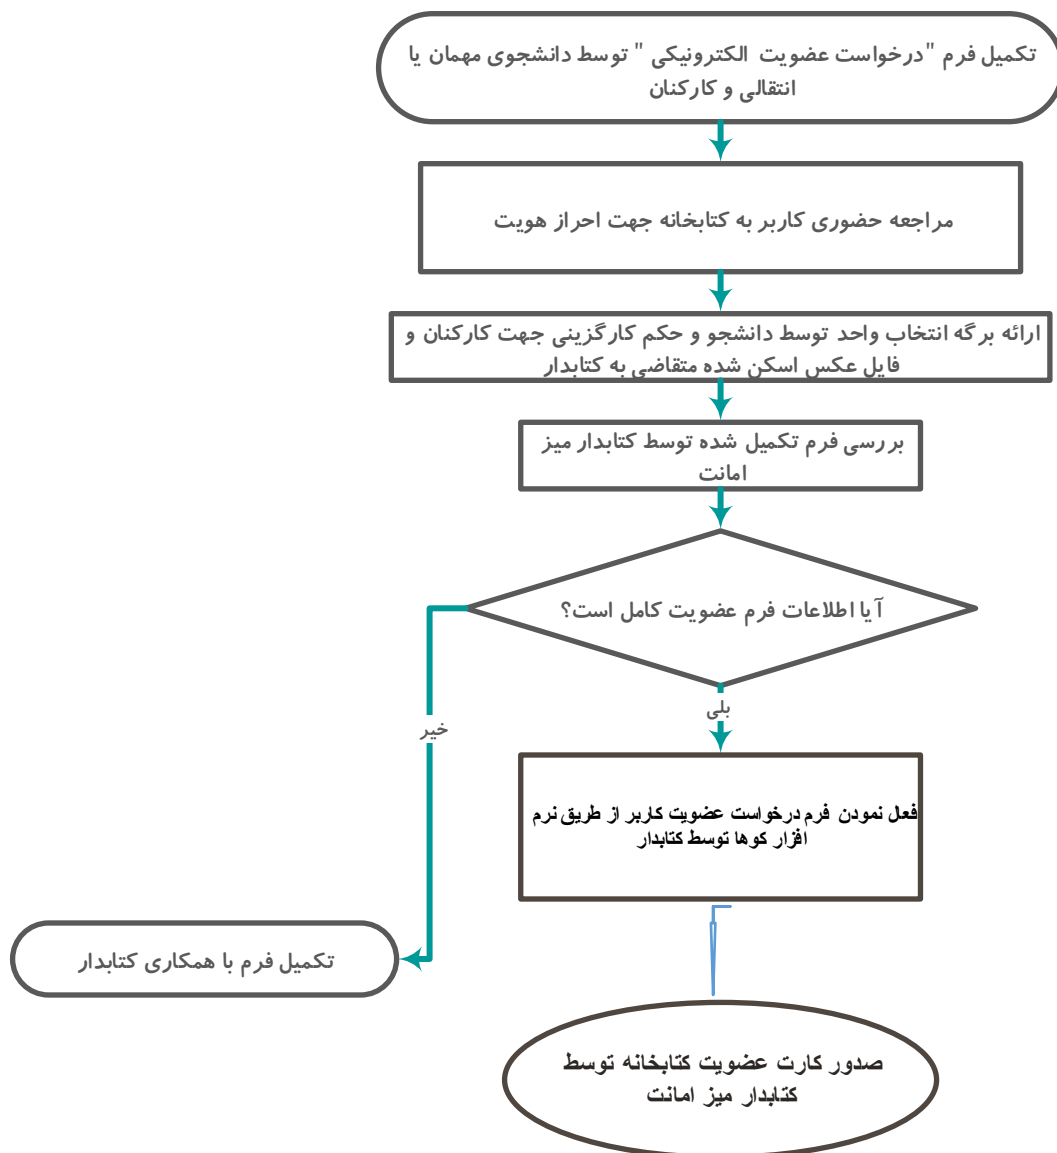 تکمیل فرم "درخواست عضویت الکترونیکی " توسط دانشجوی مهمان یا
انتقالی و کارکنان
مراجعه حضوری کاربر به کتابخانه جهت احراز هویت
ارائه برگه انتخاب واحد توسط دانشجو و حکم کارگزینی جهت کارکنان و
فایل عکس اسکن شده متقاضی به کتابدار
بررسی فرم تکمیل شده توسط کتابدار میز
امانت
آیا اطلاعات فرم عضویت کامل است؟
بلی
خیر
فعال نمودن فرم درخواست عضویت کاربر از طریق نرم
افزار کوها توسط کتابدار
تکمیل فرم با همکاری کتابدار
صدور کارت عضویت کتابخانه توسط
کتابدار میز امانت